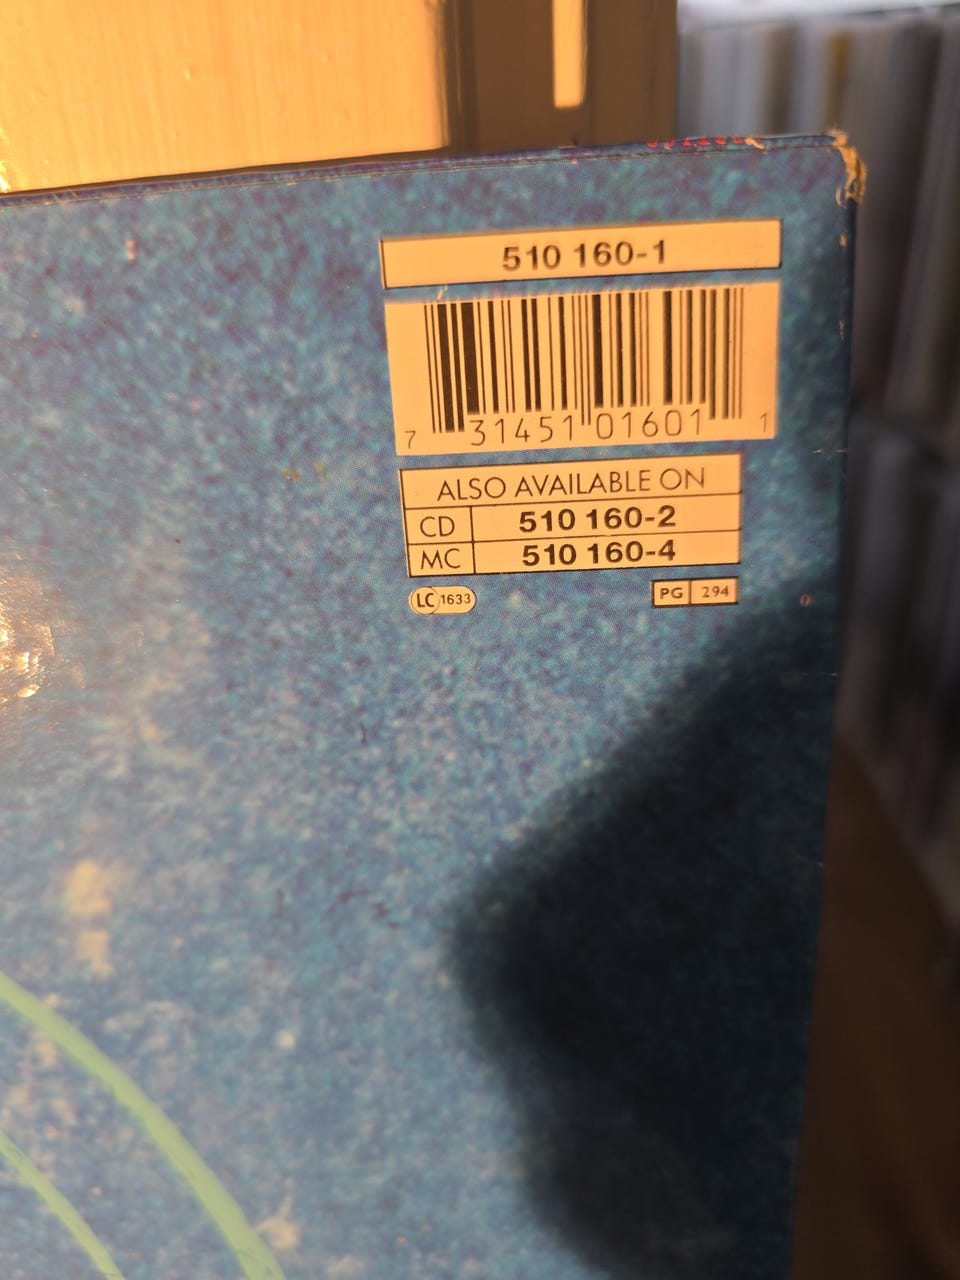 510 160-1
7 31451 01601 1
ALSO AVAILABLE ON
CD 510 160-2
MC 510 160-4
LC 1633 PG 294